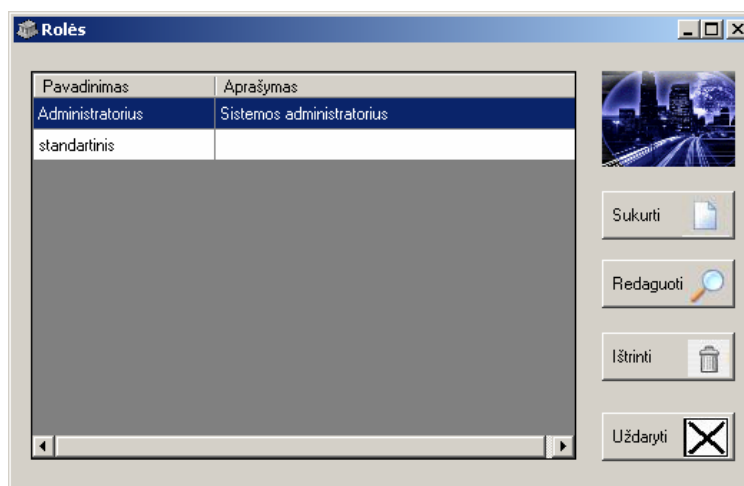 Rolės
Pavadinimas Aprašymas
Administratorius Sistemos administratorius
standartinis
Sukurti
Redaguoti
Ištrinti
Uždaryti